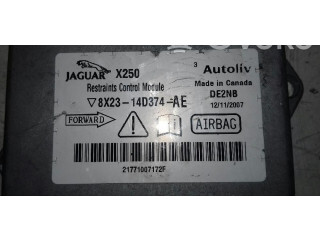 JAGUAR X250
3 Autoliv
Restraints Control Module
Made in Canada
8X23-14D374-AE
DE2NB
12/11/2007
FORWARD
AIRBAG
21771007172F